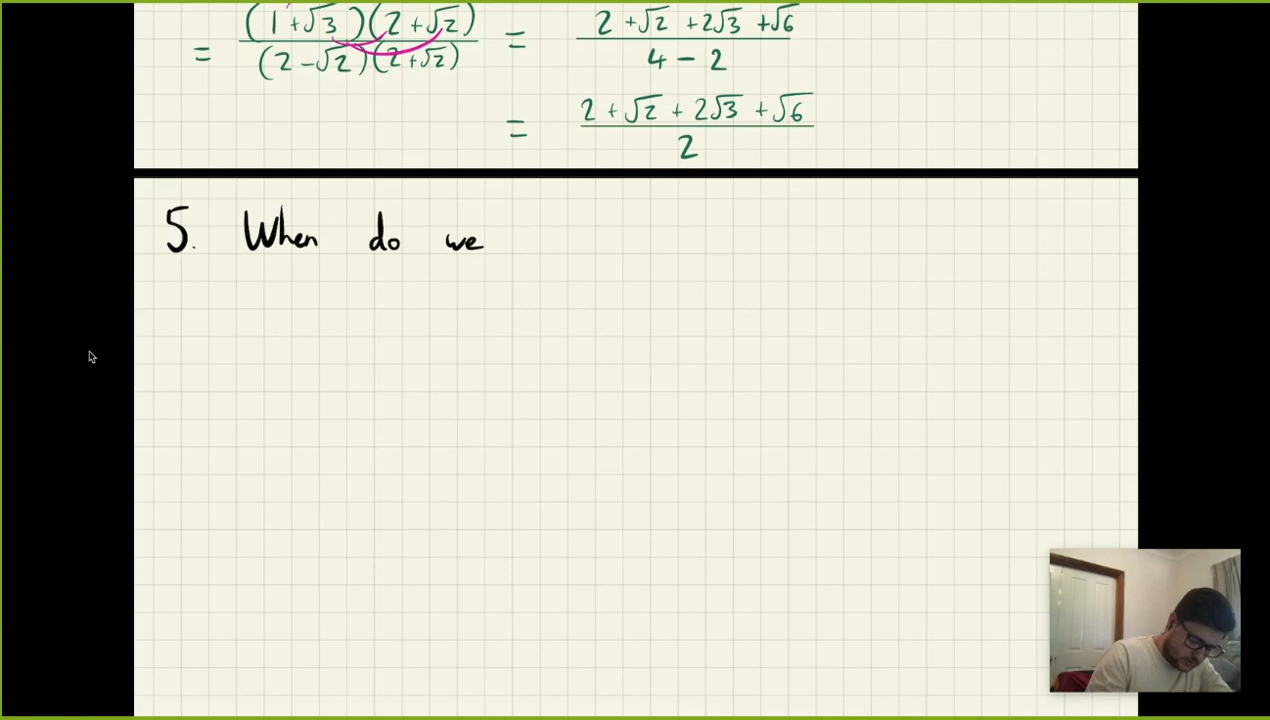 = (1+√3)(2+√2) / (2-√2)(2+√2) = 2+√2+2√3+√6 / 4-2
= 2+√2+2√3+√6 / 2
5. When do we